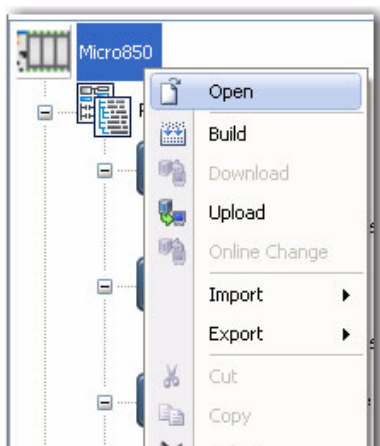 Micro850
Open
Build
Download
Upload
Online Change
Import
Export
Cut
Copy